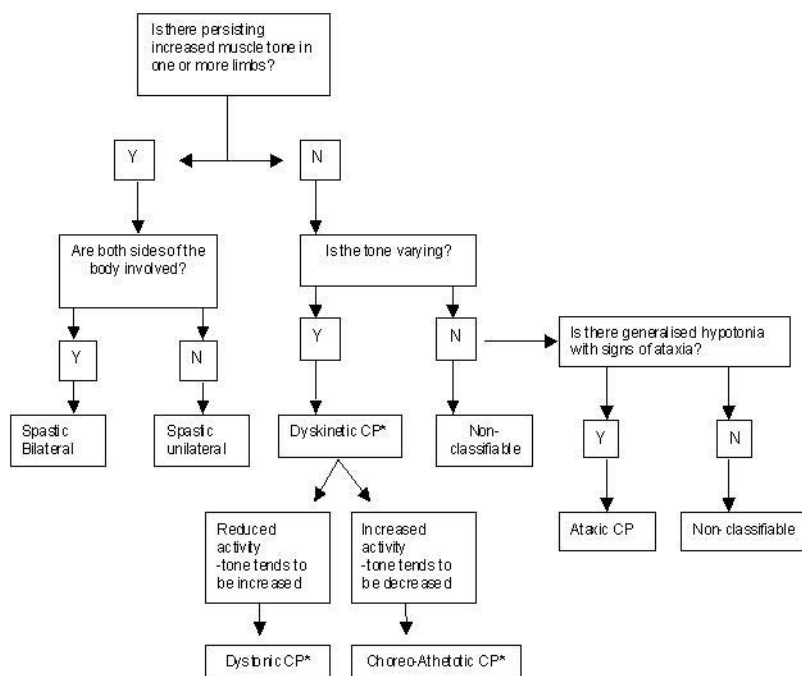 Is there persisting
increased muscle tone in
one or more limbs?
Y
N
Are both sides of the
body involved?
Is the tone varying?
Y
N
Y
N
Is there generalised hypotonia
with signs of ataxia?
Spastic
Bilateral
Spastic
unilateral
Dyskinetic CP*
Non-
classifiable
Y
N
Reduced
activity
-tone tends to
be increased
Increased
activity
-tone tends to
be decreased
Ataxic CP
Non-classifiable
Dystonic CP*
Choreo-Athetotic CP*